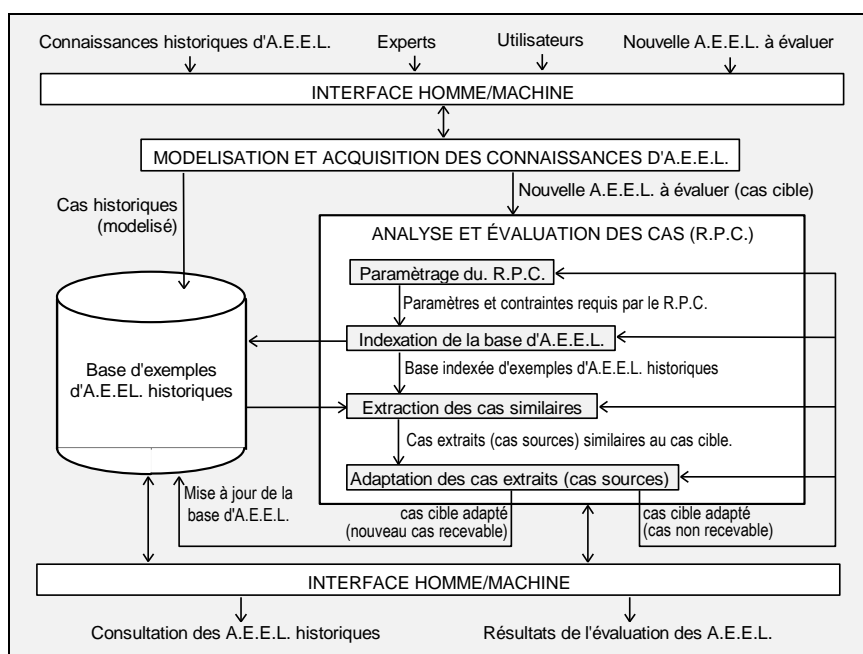 Connaissances historiques d'A.E.E.L.
Experts
Utilisateurs
Nouvelle A.E.E.L. à évaluer
INTERFACE HOMME/MACHINE
MODELISATION ET ACQUISITION DES CONNAISSANCES D'A.E.E.L.
Cas historiques
(modelisé)
Nouvelle A.E.E.L. à évaluer (cas cible)
ANALYSE ET ÉVALUATION DES CAS (R.P.C.)
Paramètrage du. R.P.C.
Paramètres et contraintes requis par le R.P.C.
Indexation de la base d'A.E.E.L.
Base indexée d'exemples d'A.E.E.L. historiques
Base d'exemples
d'A.E.EL. historiques
Extraction des cas similaires
Cas extraits (cas sources) similaires au cas cible.
Adaptation des cas extraits (cas sources)
Mise à jour de la
base d'A.E.E.L.
cas cible adapté
(nouveau cas recevable)
cas cible adapté
(cas non recevable)
INTERFACE HOMME/MACHINE
Consultation des A.E.E.L. historiques
Résultats de l'évaluation des A.E.E.L.